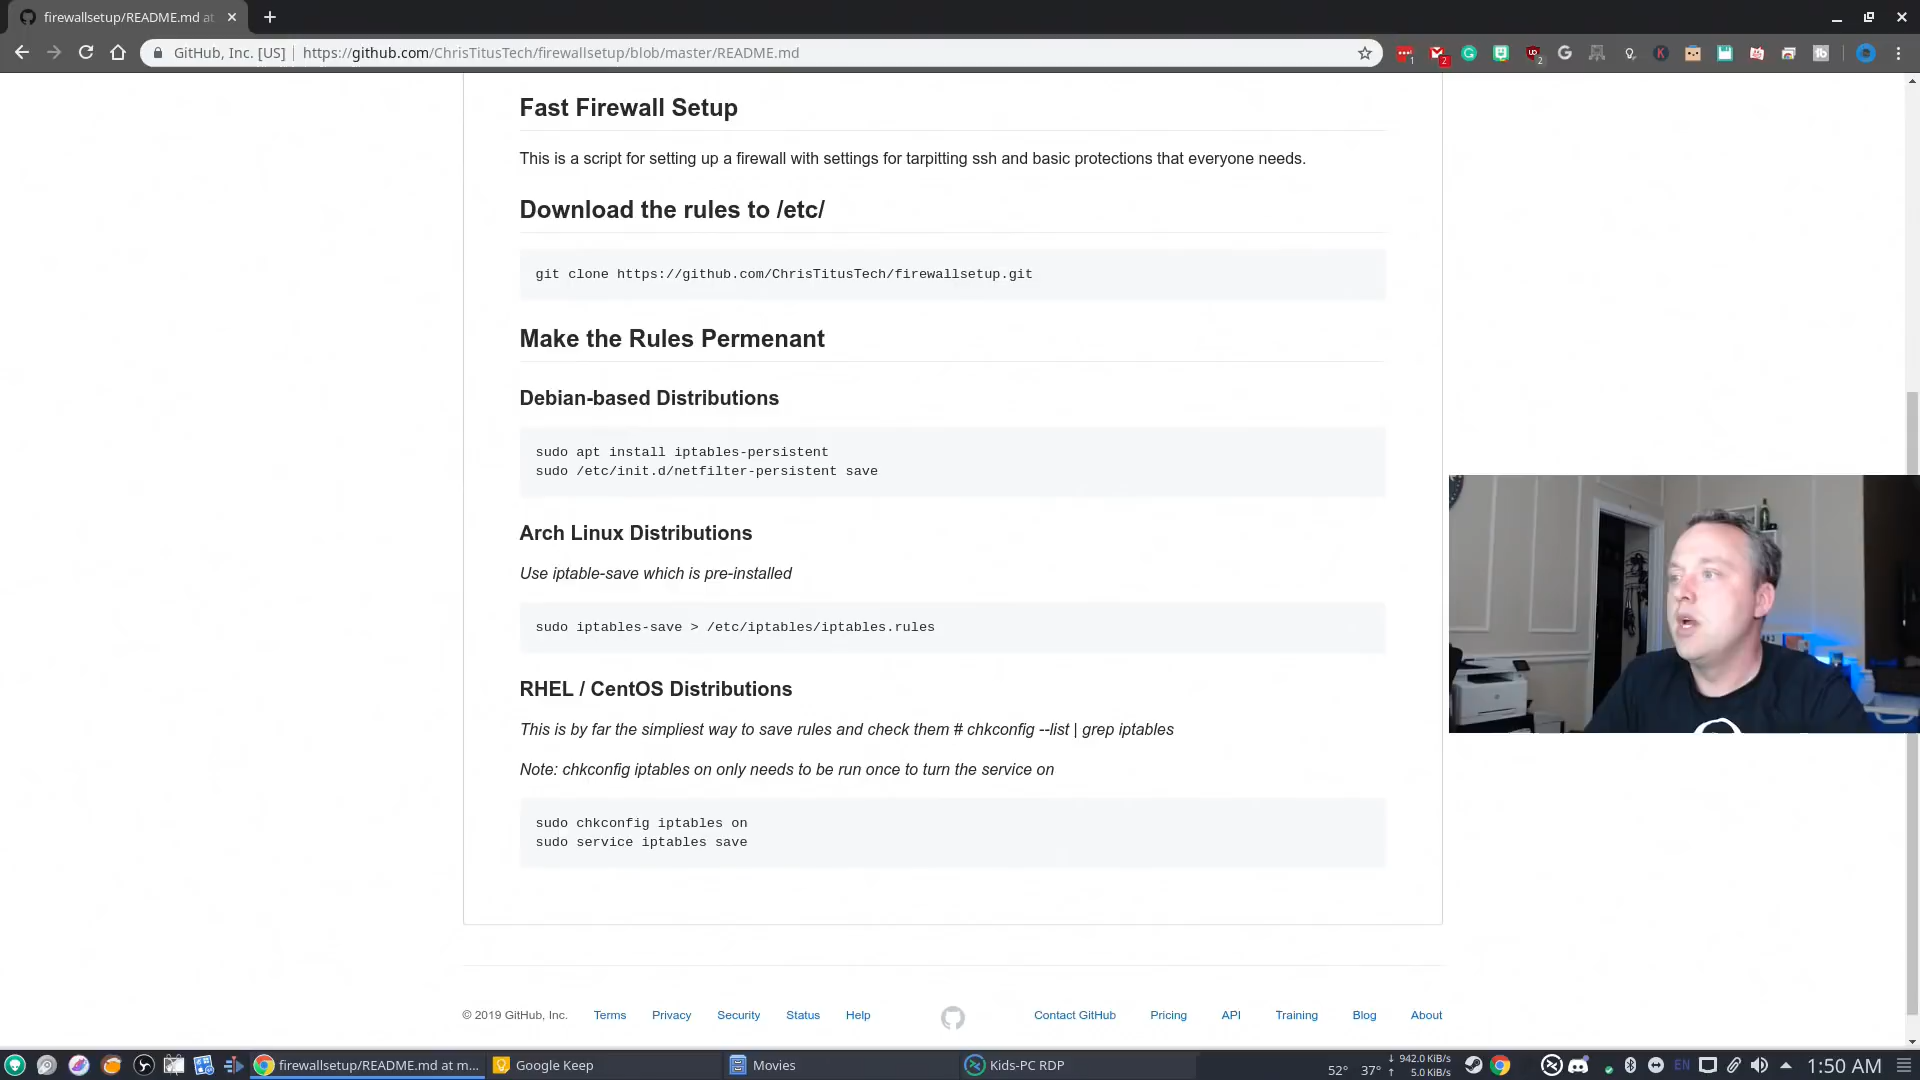 firewallsetup/README.md at
GitHub, Inc. [US] | https://github.com/ChrisTitusTech/firewallsetup/blob/master/README.md
Fast Firewall Setup
This is a script for setting up a firewall with settings for tarpitting ssh and basic protections that everyone needs.
Download the rules to /etc/
git clone https://github.com/ChrisTitusTech/firewallsetup.git
Make the Rules Permenant
Debian-based Distributions
sudo apt install iptables-persistent
sudo /etc/init.d/netfilter-persistent save
Arch Linux Distributions
Use iptable-save which is pre-installed
sudo iptables-save > /etc/iptables/iptables.rules
RHEL / CentOS Distributions
This is by far the simpliest way to save rules and check them # chkconfig --list | grep iptables
Note: chkconfig iptables on only needs to be run once to turn the service on
sudo chkconfig iptables on
sudo service iptables save
© 2019 GitHub, Inc. Terms Privacy Security Status Help Contact GitHub Pricing API Training Blog About
firewallsetup/README.md at m... Google Keep Movies Kids-PC RDP 52° 37° ↓ 942.0 KiB/s ↑ 5.0 KiB/s EN 1:50 AM